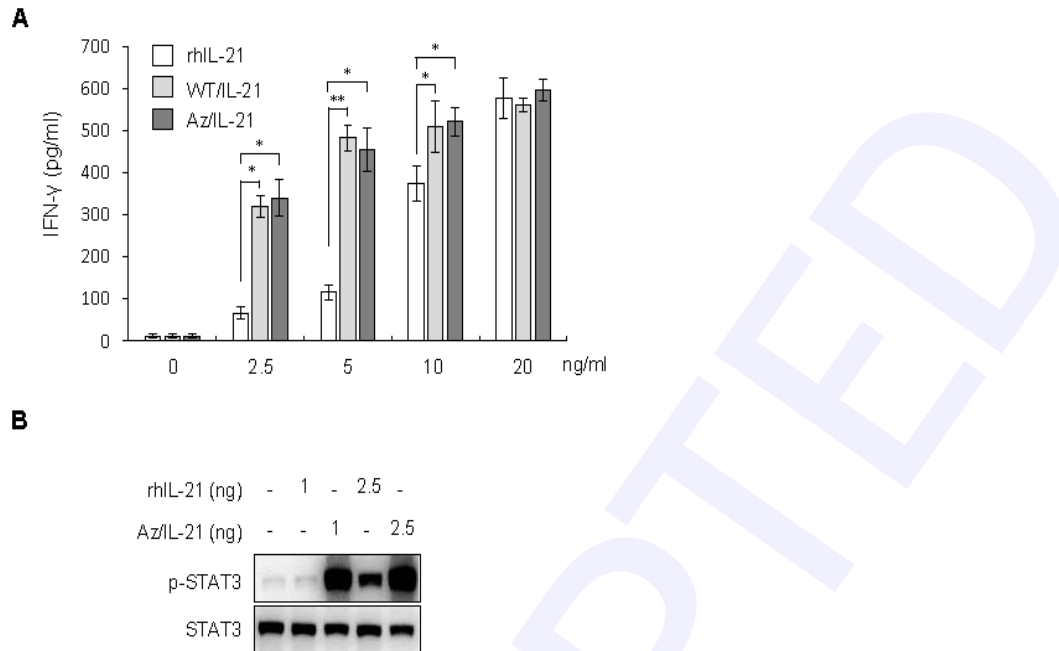 A
700
600
500
400
300
200
100
0
IFN-γ (pg/ml)
rhIL-21
WT/IL-21
Az/IL-21
* *
** *
* *
0 2.5 5 10 20 ng/ml
B
rhIL-21 (ng) - 1 - 2.5 -
Az/IL-21 (ng) - - 1 - 2.5
p-STAT3
STAT3
PTED